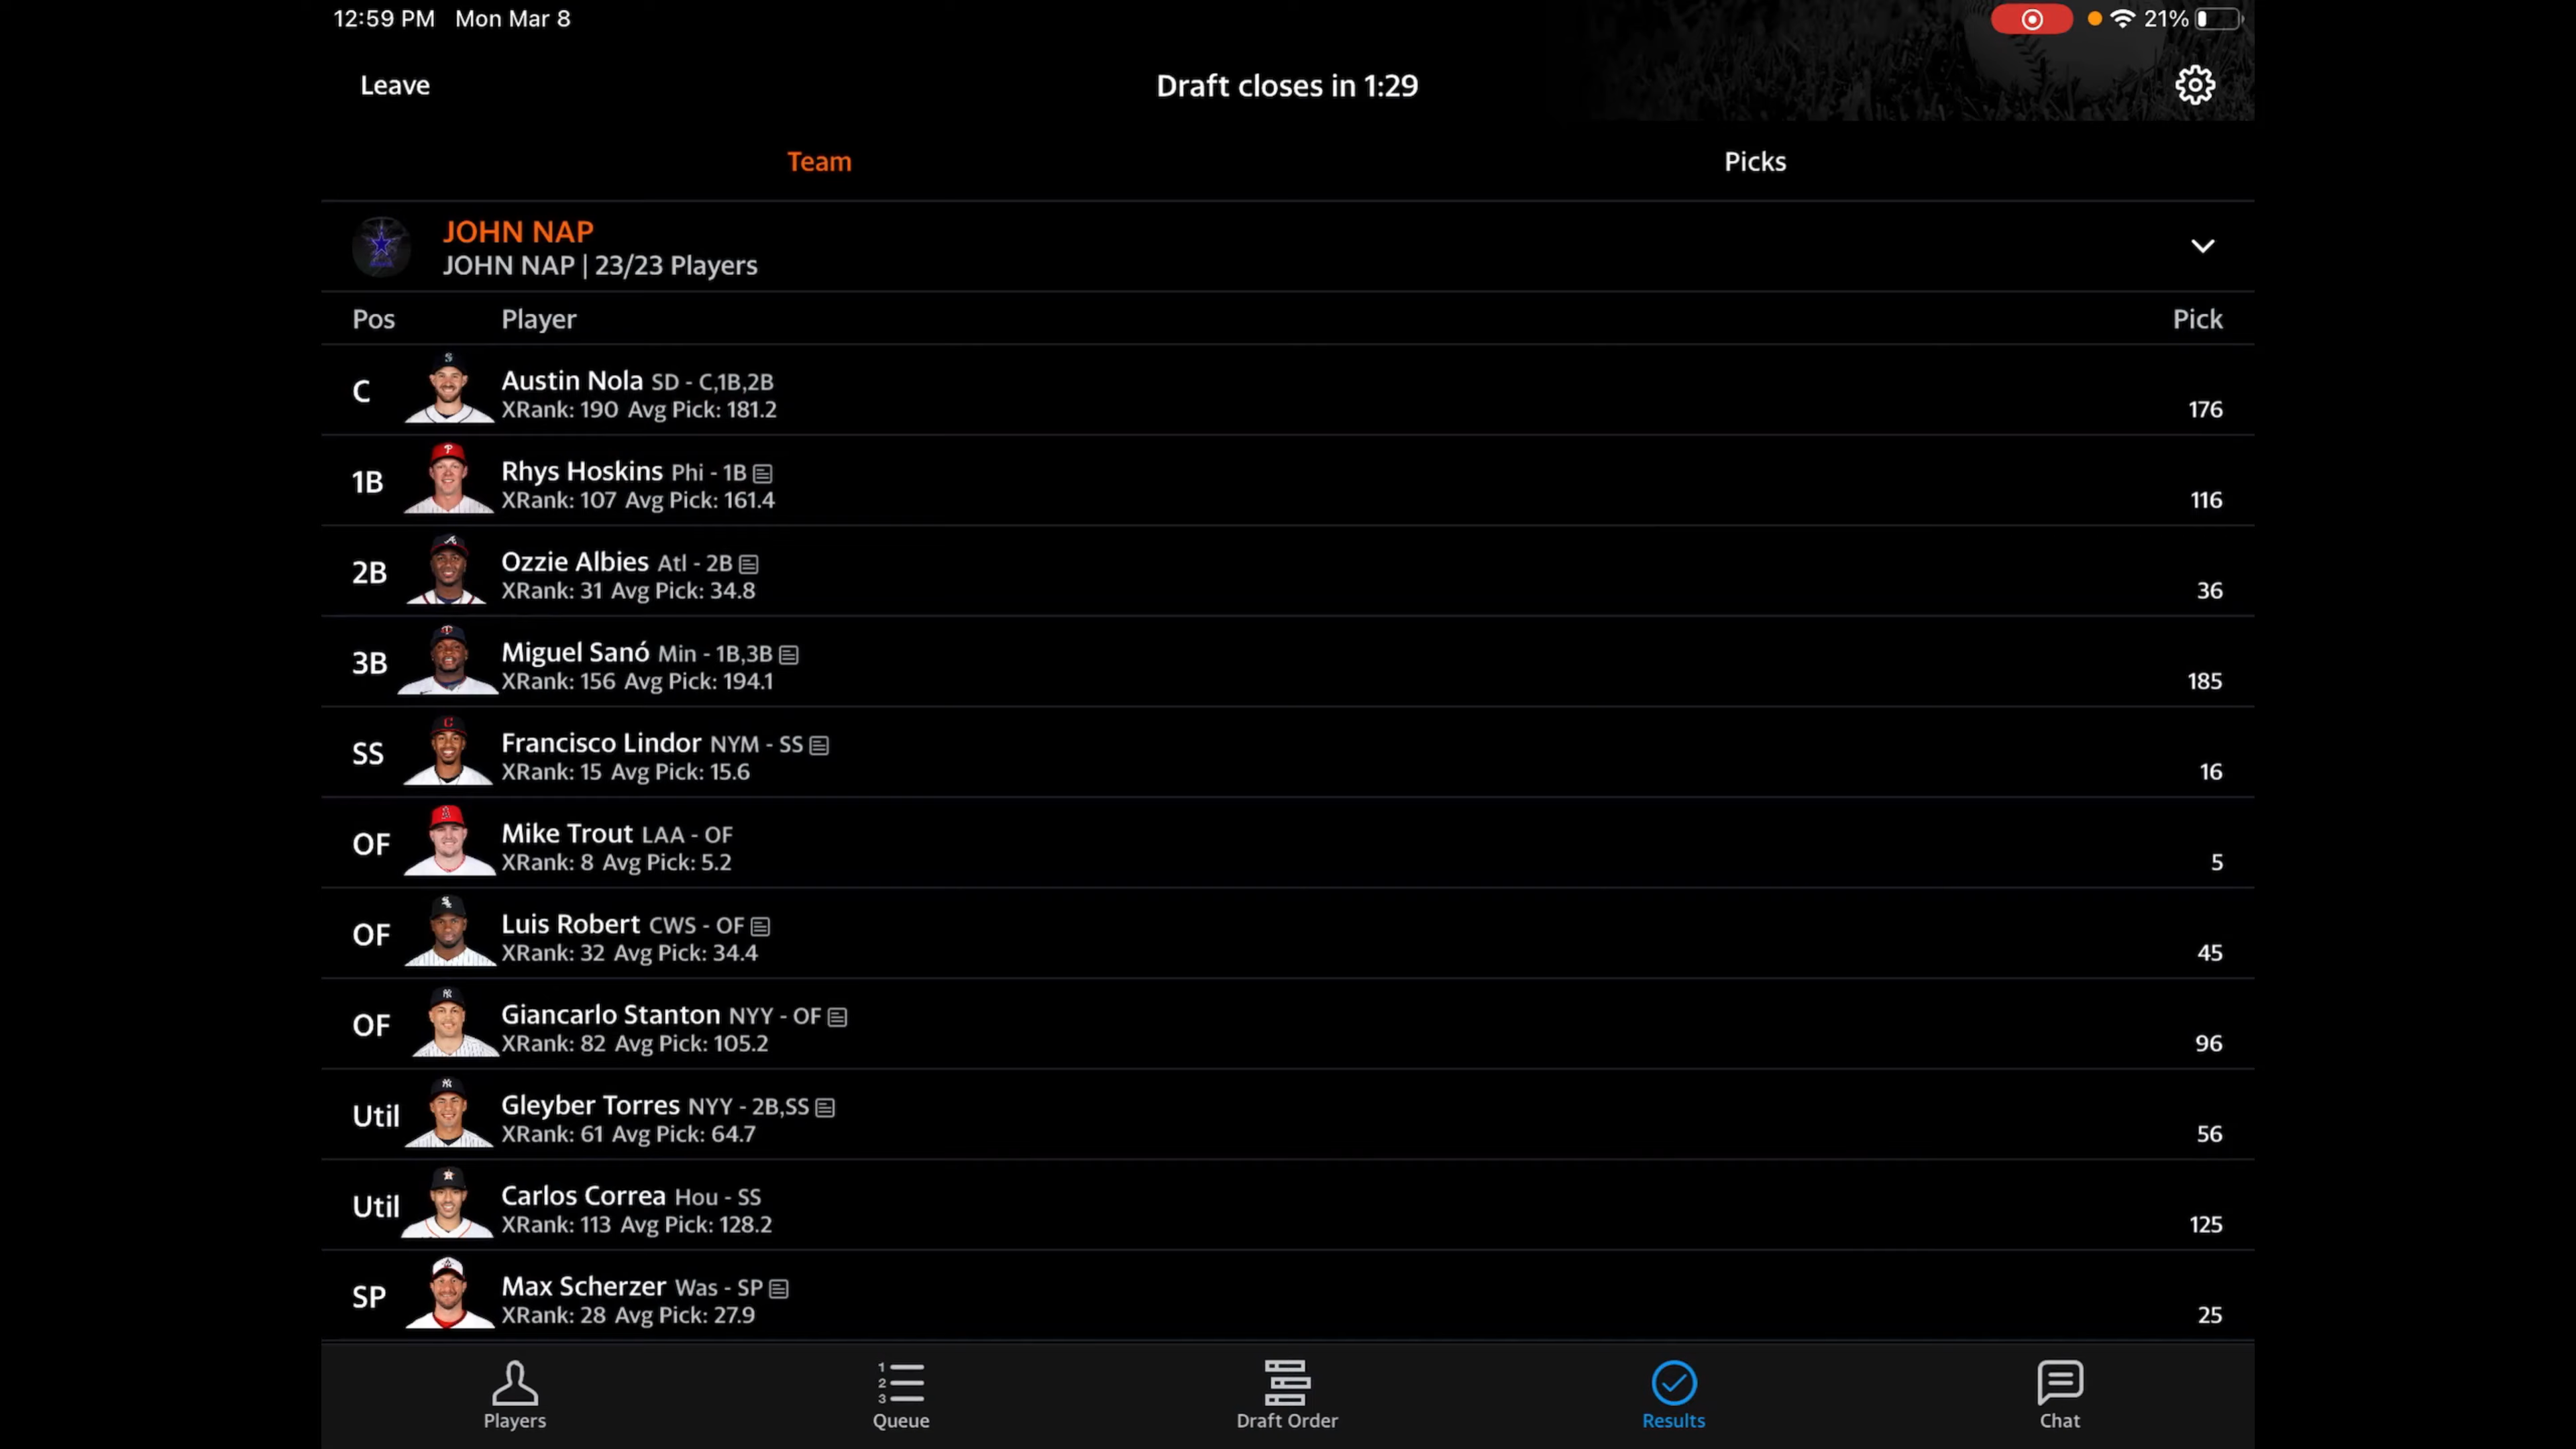 12:59 PM Mon Mar 8
21%
Leave
Draft closes in 1:29
Team
Picks
JOHN NAP
JOHN NAP | 23/23 Players
Pos Player Pick
C Austin Nola SD - C,1B,2B
XRank: 190 Avg Pick: 181.2 176
1B Rhys Hoskins Phi - 1B
XRank: 107 Avg Pick: 161.4 116
2B Ozzie Albies Atl - 2B
XRank: 31 Avg Pick: 34.8 36
3B Miguel Sanó Min - 1B,3B
XRank: 156 Avg Pick: 194.1 185
SS Francisco Lindor NYM - SS
XRank: 15 Avg Pick: 15.6 16
OF Mike Trout LAA - OF
XRank: 8 Avg Pick: 5.2 5
OF Luis Robert CWS - OF
XRank: 32 Avg Pick: 34.4 45
OF Giancarlo Stanton NYY - OF
XRank: 82 Avg Pick: 105.2 96
Util Gleyber Torres NYY - 2B,SS
XRank: 61 Avg Pick: 64.7 56
Util Carlos Correa Hou - SS
XRank: 113 Avg Pick: 128.2 125
SP Max Scherzer Was - SP
XRank: 28 Avg Pick: 27.9 25
Players Queue Draft Order Results Chat